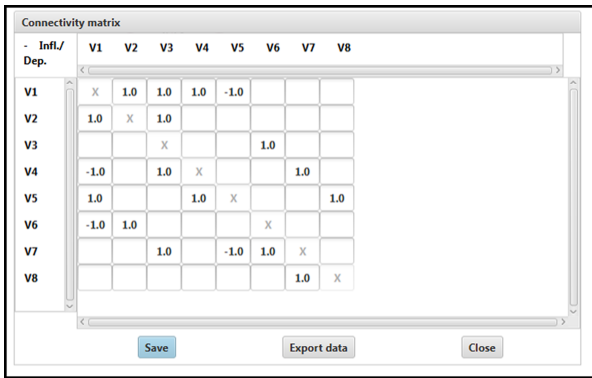 Connectivity matrix
- Infl./ Dep. V1 V2 V3 V4 V5 V6 V7 V8
V1 X 1.0 1.0 1.0 -1.0
V2 1.0 X 1.0
V3 X 1.0
V4 -1.0 1.0 X 1.0
V5 1.0 1.0 X 1.0
V6 -1.0 1.0 X
V7 1.0 -1.0 1.0 X
V8 1.0 X
Save Export data Close